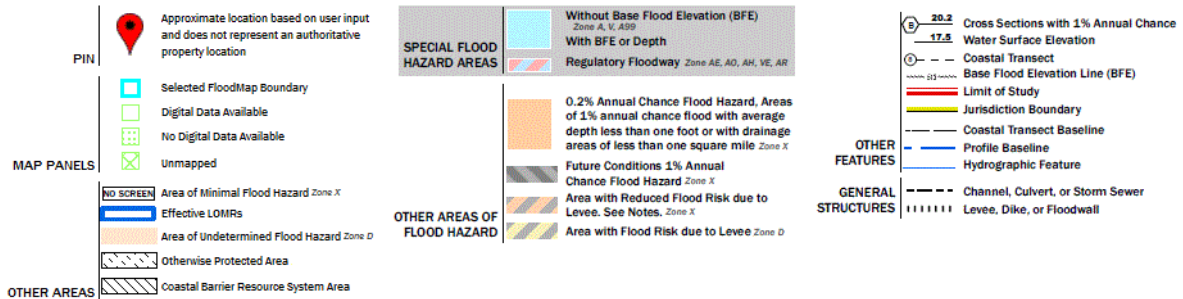 Approximate location based on user input
and does not represent an authoritative
property location
PIN
Selected FloodMap Boundary
Digital Data Available
No Digital Data Available
Unmapped
MAP PANELS
NO SCREEN Area of Minimal Flood Hazard Zone X
Effective LOMRs
Area of Undetermined Flood Hazard Zone D
Otherwise Protected Area
Coastal Barrier Resource System Area
OTHER AREAS
Without Base Flood Elevation (BFE)
Zone A, V, A99
With BFE or Depth
Regulatory Floodway Zone AE, AO, AH, VE, AR
SPECIAL FLOOD
HAZARD AREAS
0.2% Annual Chance Flood Hazard, Areas
of 1% annual chance flood with average
depth less than one foot or with drainage
areas of less than one square mile Zone X
Future Conditions 1% Annual
Chance Flood Hazard Zone X
Area with Reduced Flood Risk due to
Levee. See Notes. Zone X
Area with Flood Risk due to Levee Zone D
OTHER AREAS OF
FLOOD HAZARD
B 20.2 Cross Sections with 1% Annual Chance
17.5 Water Surface Elevation
8 Coastal Transect
513 Base Flood Elevation Line (BFE)
Limit of Study
Jurisdiction Boundary
Coastal Transect Baseline
Profile Baseline
Hydrographic Feature
OTHER
FEATURES
Channel, Culvert, or Storm Sewer
Levee, Dike, or Floodwall
GENERAL
STRUCTURES